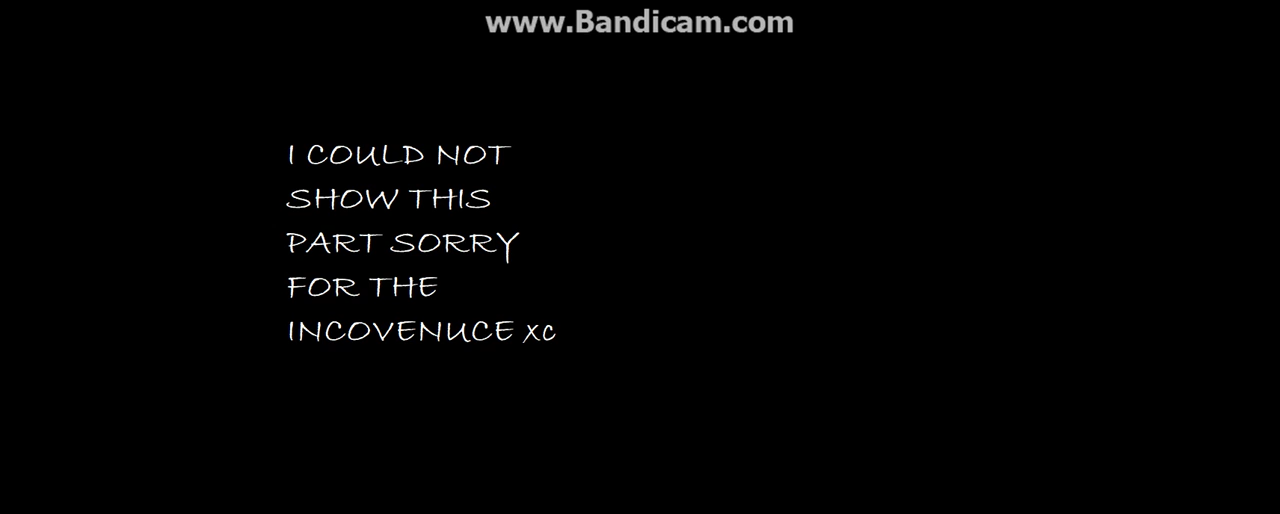 www.Bandicam.com
I COULD NOT
SHOW THIS
PART SORRY
FOR THE
INCOVENUCE xc